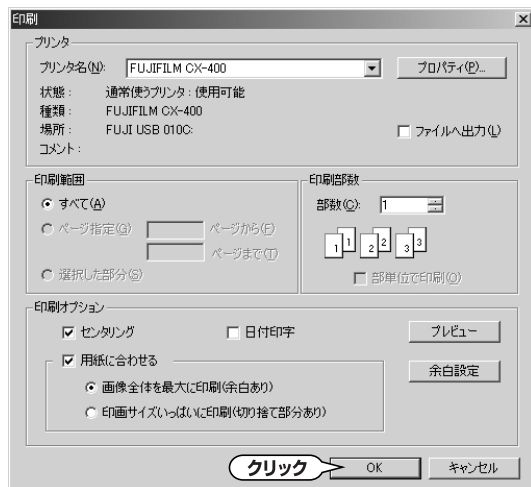 印刷
プリンタ
プリンタ名(N): FUJIFILM CX-400 プロパティ(P)...
状態: 通常使うプリンタ : 使用可能
種類: FUJIFILM CX-400
場所: FUJI USB 010C:
コメント: ファイルへ出力(L)
印刷範囲
すべて(A)
ページ指定(G) ページから(F)
ページまで(T)
選択した部分(S)
印刷部数
部数(C): 1
1 1 2 2 3 3
部単位で印刷(O)
印刷オプション
センタリング 日付印字 プレビュー
用紙に合わせる 余白設定
画像全体を最大に印刷(余白あり)
印画サイズいっぱいに印刷(切り捨て部分あり)
クリック OK キャンセル